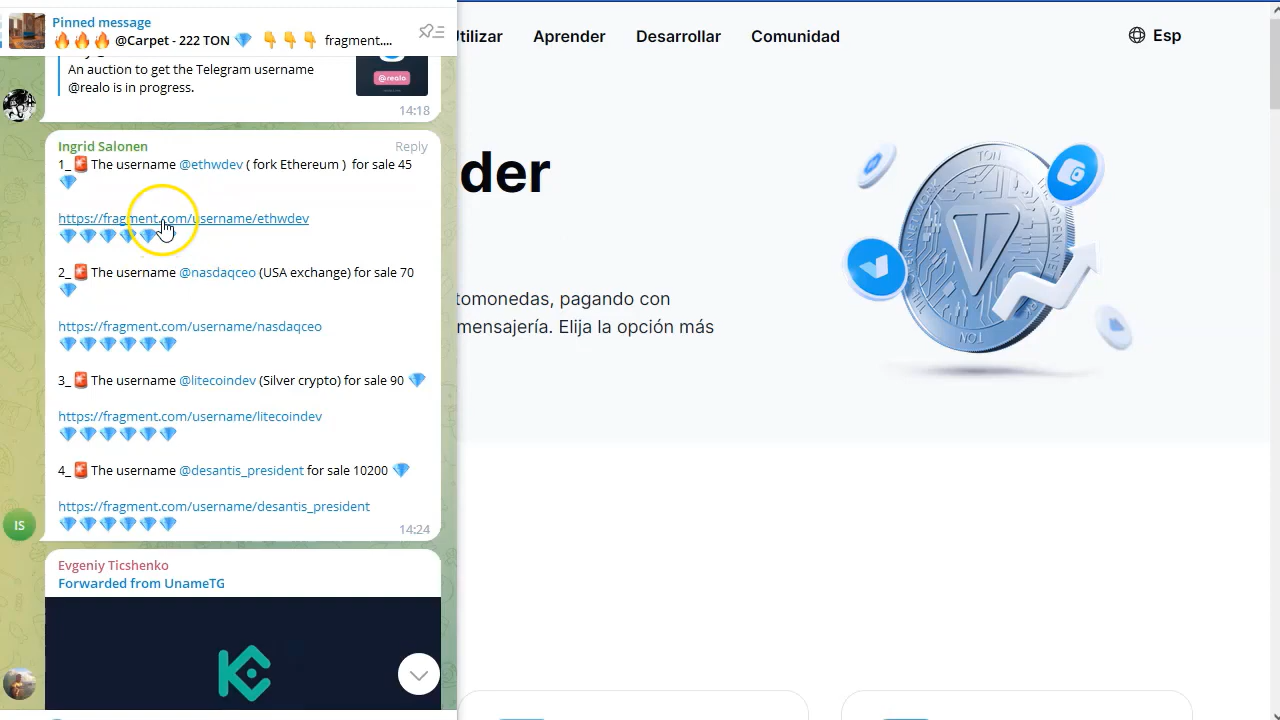 Pinned message
🔥🔥🔥 @Carpet - 222 TON 💎 👇👇👇 fragment....
An auction to get the Telegram username
@realo is in progress.
@realo
14:18
Ingrid Salonen
Reply
1_🚨The username @ethwdev ( fork Ethereum ) for sale 45
💎
https://fragment.com/username/ethwdev
💎💎💎💎💎
2_🚨The username @nasdaqceo (USA exchange) for sale 70
💎
https://fragment.com/username/nasdaqceo
💎💎💎💎💎💎
3_🚨The username @litecoindev (Silver crypto) for sale 90 💎
https://fragment.com/username/litecoindev
💎💎💎💎💎💎
4_🚨The username @desantis_president for sale 10200 💎
https://fragment.com/username/desantis_president
💎💎💎💎💎💎
14:24
IS
Evgeniy Ticshenko
Forwarded from UnameTG
tilizar Aprender Desarrollar Comunidad
Esp
der
tomonedas, pagando con
mensajería. Elija la opción más
TON
TON